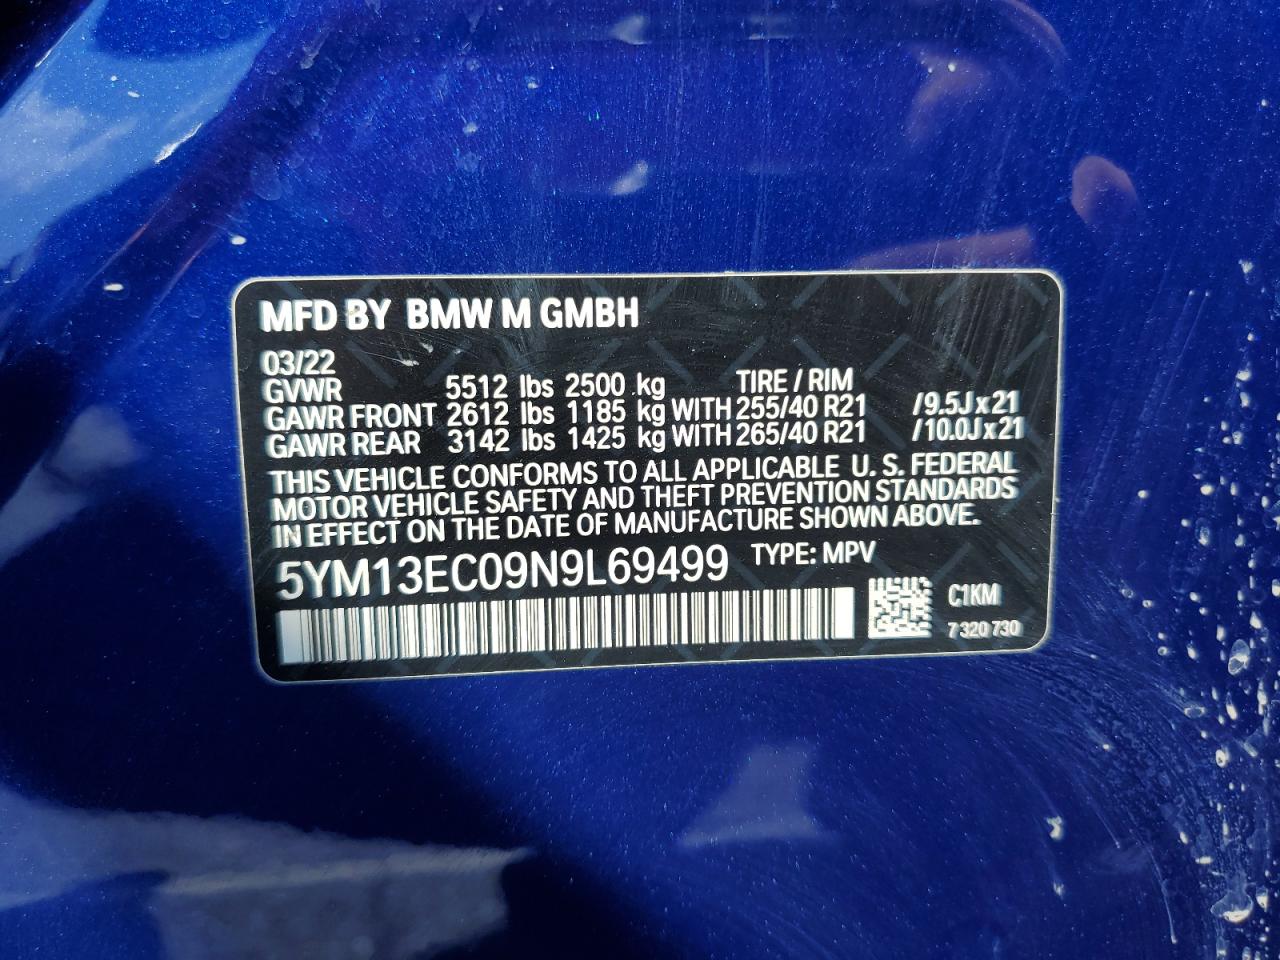 MFD BY BMW M GMBH
03/22
GVWR 5512 lbs 2500 kg TIRE / RIM
GAWR FRONT 2612 lbs 1185 kg WITH 255/40 R21 /9.5J x 21
GAWR REAR 3142 lbs 1425 kg WITH 265/40 R21 /10.0J x 21
THIS VEHICLE CONFORMS TO ALL APPLICABLE U. S. FEDERAL
MOTOR VEHICLE SAFETY AND THEFT PREVENTION STANDARDS
IN EFFECT ON THE DATE OF MANUFACTURE SHOWN ABOVE.
5YM13EC09N9L69499 TYPE: MPV
C1KM
7 320 730